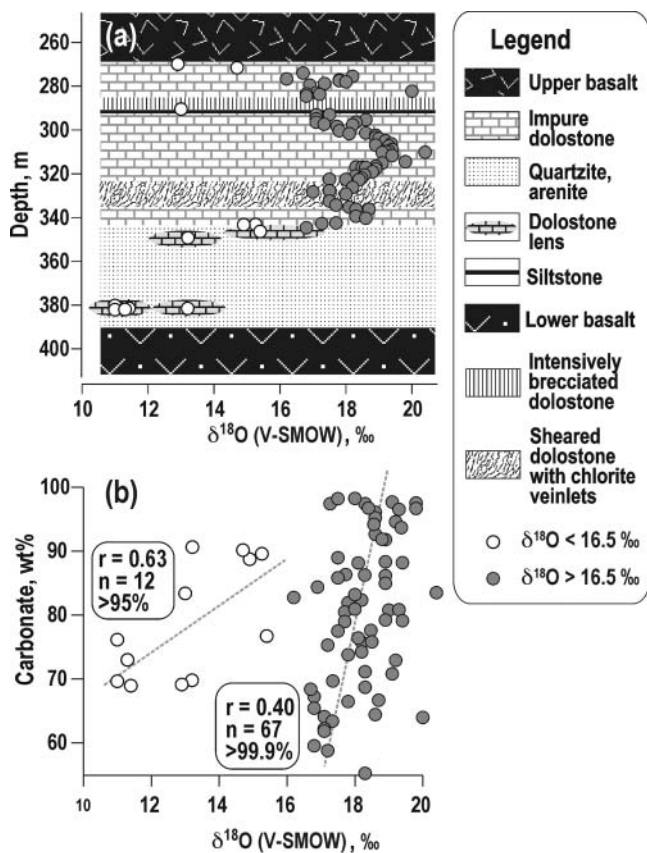 (a)
260
280
300
320
340
360
380
400
Depth, m
10 12 14 16 18 20
δ¹⁸O (V-SMOW), ‰
Legend
Upper basalt
Impure
dolostone
Quartzite,
arenite
Dolostone
lens
Siltstone
Lower basalt
Intensively
brecciated
dolostone
Sheared
dolostone
with chlorite
veinlets
δ¹⁸O < 16.5 ‰
δ¹⁸O > 16.5 ‰
(b)
100
90
80
70
60
Carbonate, wt%
r = 0.63
n = 12
>95%
r = 0.40
n = 67
>99.9%
10 12 14 16 18 20
δ¹⁸O (V-SMOW), ‰